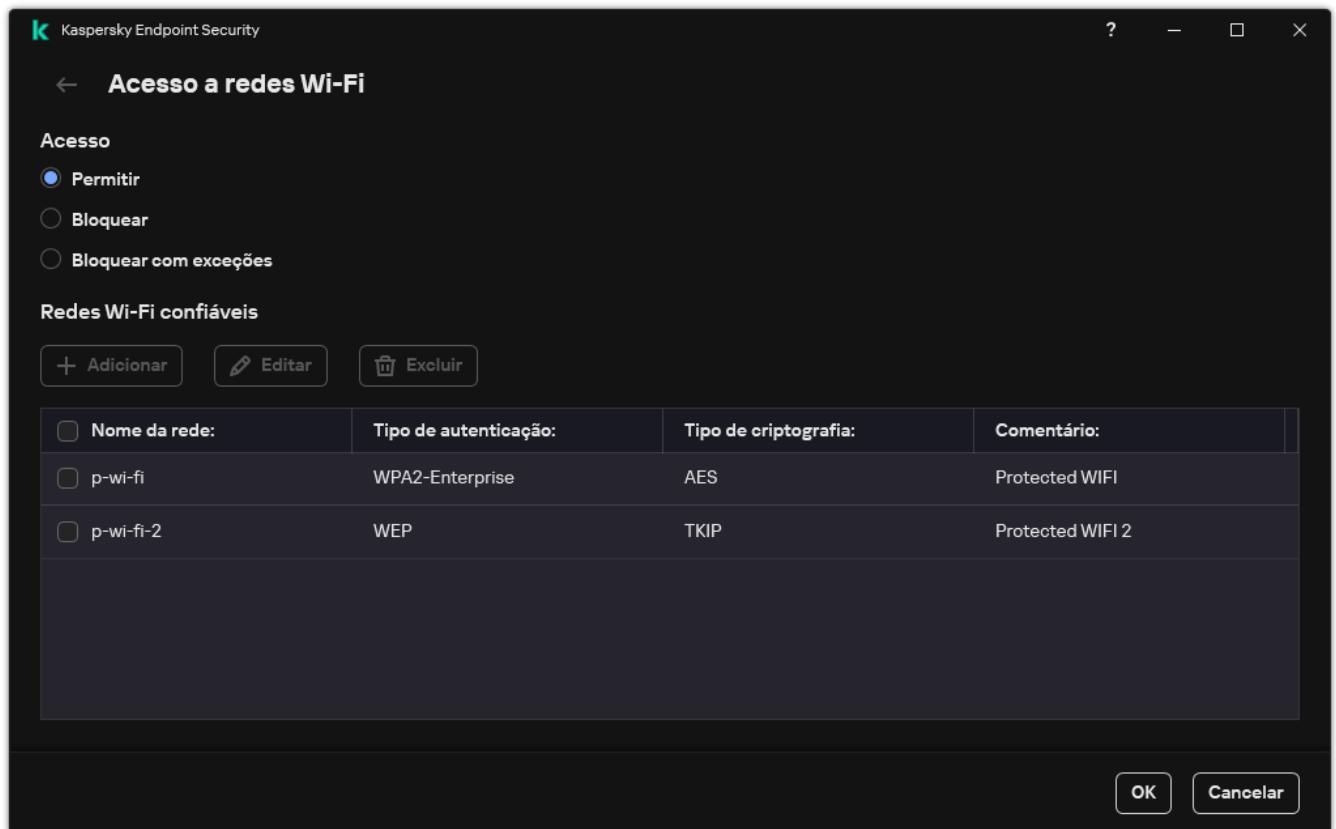 Kaspersky Endpoint Security ?
Acesso a redes Wi-Fi
Acesso
Permitir
Bloquear
Bloquear com exceções
Redes Wi-Fi confiáveis
Adicionar Editar Excluir
Nome da rede: Tipo de autenticação: Tipo de criptografia: Comentário:
p-wi-fi WPA2-Enterprise AES Protected WIFI
p-wi-fi-2 WEP TKIP Protected WIFI 2
OK Cancelar